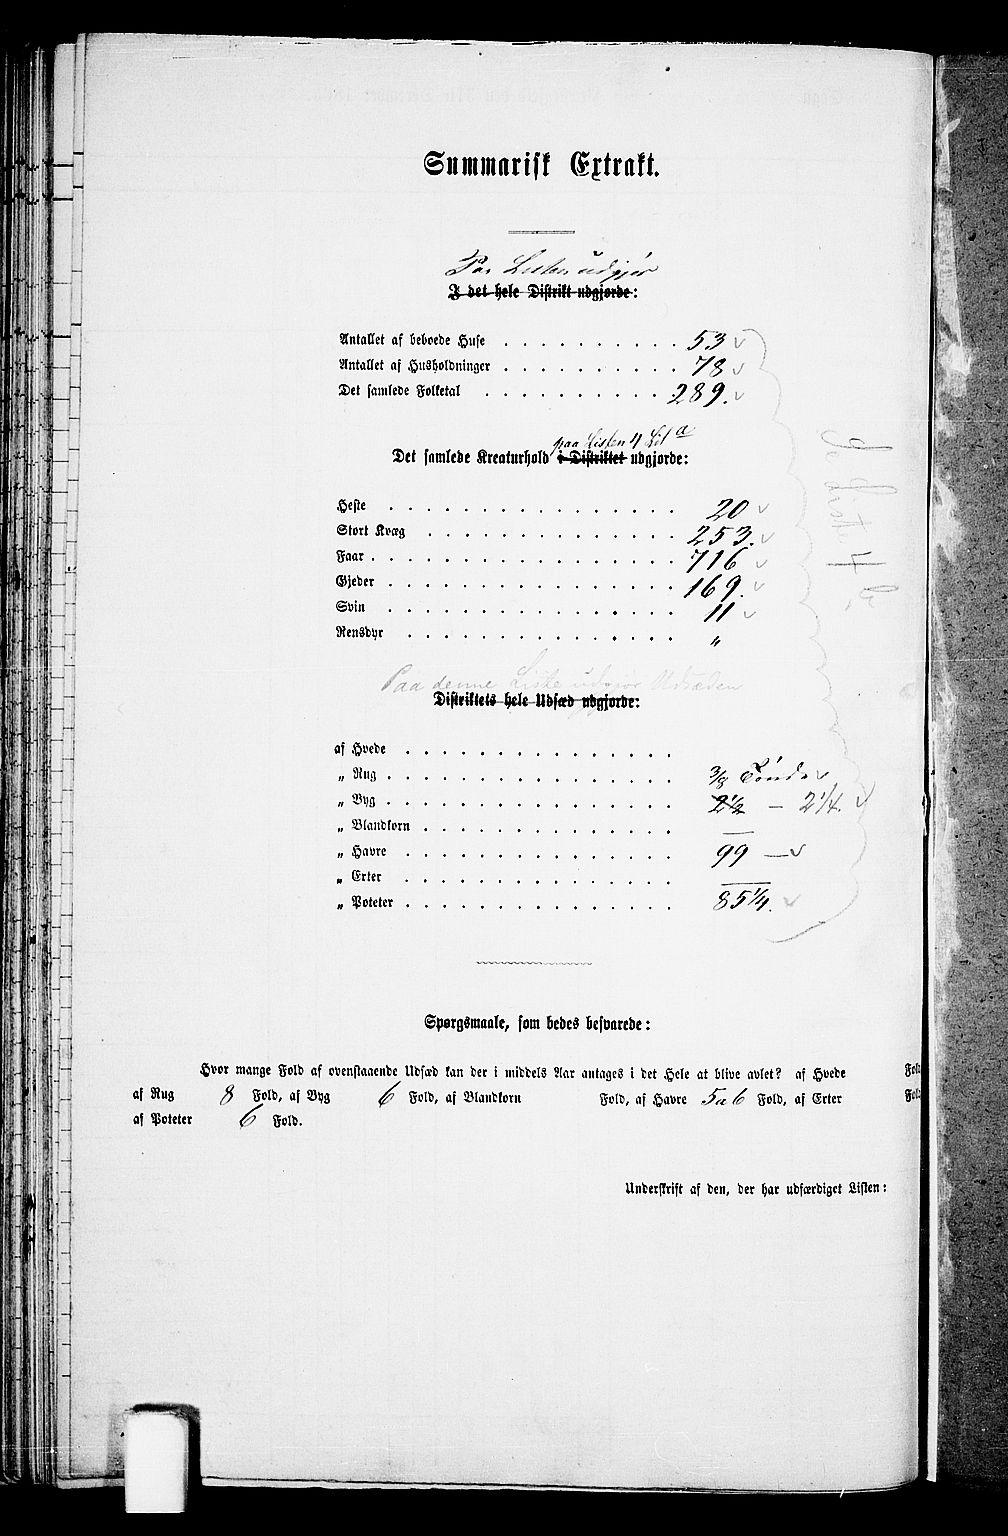 Summarisk Extrakt.
Paa Listen udgjør
I det hele Distrikt udgjorde:
Antallet af beboede Huse . . . . . . . . 53
Antallet af Husholdninger . . . . . . . . 78
Det samlede Folketal . . . . . . . . . 289.
paa Listen 4 Lit a
Det samlede Kreaturhold i Distriktet udgjorde:
Heste . . . . . . . . . . . . . . . . 20
Stort Kvæg . . . . . . . . . . . . . . 253.
Faar . . . . . . . . . . . . . . . . . 716
Gjeder . . . . . . . . . . . . . . . . 169.
Svin . . . . . . . . . . . . . . . . . 11
Rensdyr . . . . . . . . . . . . . . . "
Paa denne Liste udgjør Udsæden
Distriktets hele Udsæd udgjorde:
af Hvede . . . . . . . . . . . .
„ Rug . . . . . . . . . . . . . 3/8 Tønde
„ Byg . . . . . . . . . . . . . 2 1/2 — 2 1/4.
„ Blandkorn . . . . . . . . . . . —
„ Havre . . . . . . . . . . . . 99 —
„ Erter . . . . . . . . . . . . —
„ Poteter . . . . . . . . . . . . 85 1/4.
Liste 4 b.
Spørgsmaale, som bedes besvarede:
Hvor mange Fold af ovenstaaende Udsæd kan der i middels Aar antages i det Hele at blive avlet? af Hvede Fold
af Rug 8 Fold, af Byg 6 Fold, af Blandkorn Fold, af Havre 5 a 6 Fold, af Erter Fold
af Poteter 6 Fold.
Underskrift af den, der har udfærdiget Listen: